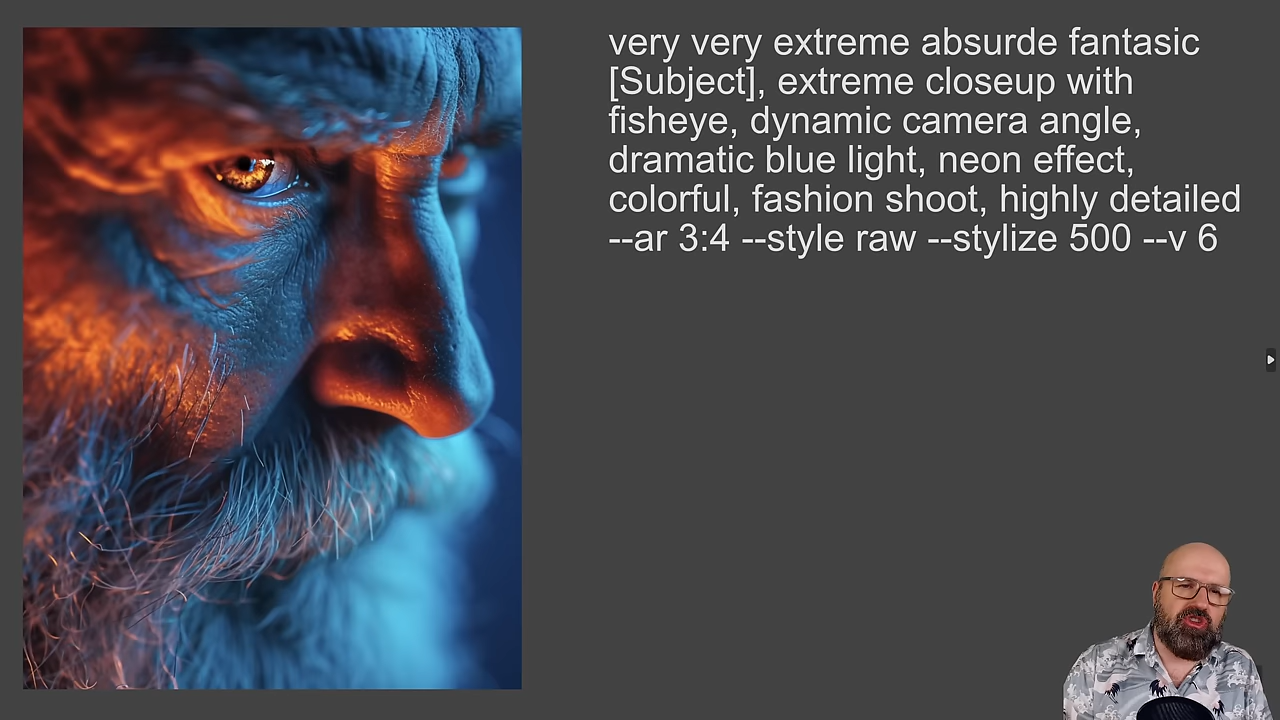 very very extreme absurde fantasic
[Subject], extreme closeup with
fisheye, dynamic camera angle,
dramatic blue light, neon effect,
colorful, fashion shoot, highly detailed
--ar 3:4 --style raw --stylize 500 --v 6